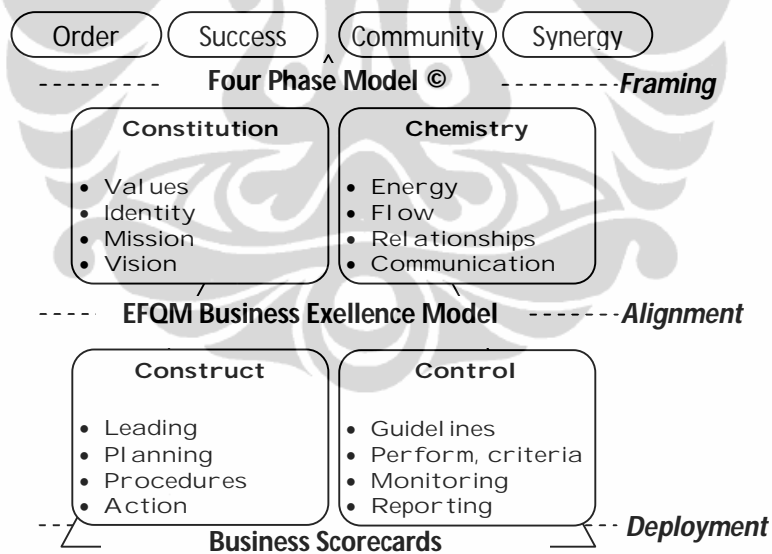 Order Success Community Synergy
Four Phase Model © Framing
Constitution
• Values
• Identity
• Mission
• Vision
Chemistry
• Energy
• Flow
• Relationships
• Communication
EFQM Business Exellence Model Alignment
Construct
• Leading
• Planning
• Procedures
• Action
Control
• Guidelines
• Perform, criteria
• Monitoring
• Reporting
Business Scorecards Deployment